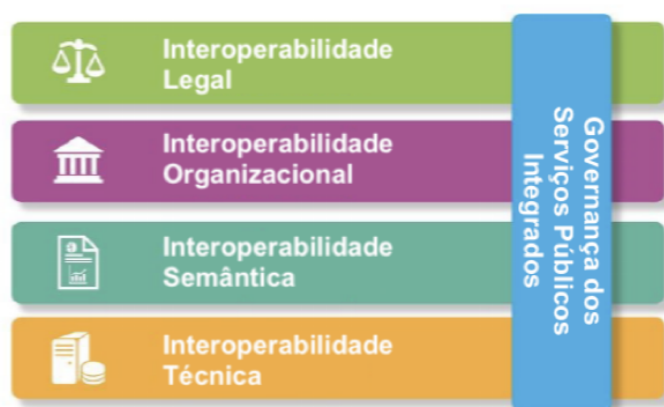 Interoperabilidade
Legal
Interoperabilidade
Organizacional
Interoperabilidade
Semântica
Interoperabilidade
Técnica
Governança dos
Serviços Públicos
Integrados